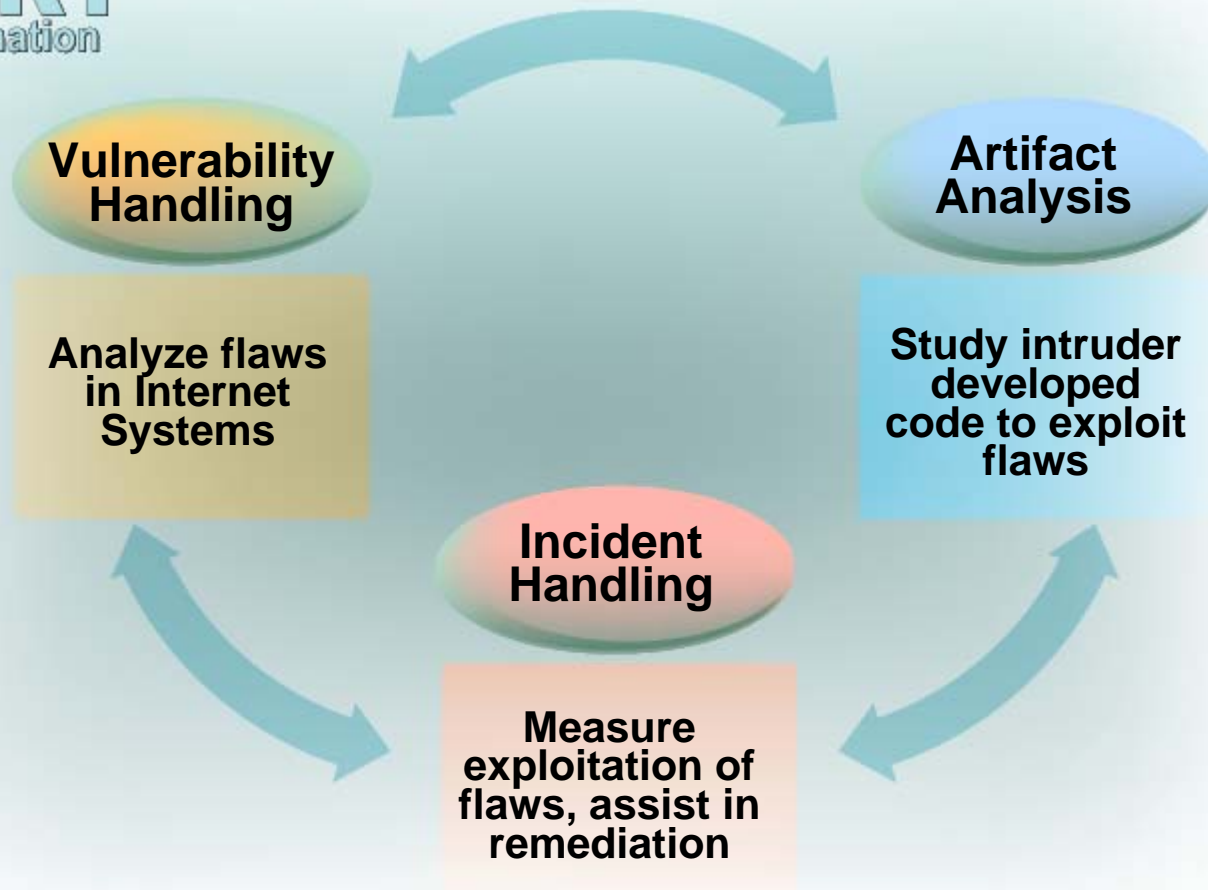 Vulnerability
Handling
Analyze flaws
in Internet
Systems
Artifact
Analysis
Study intruder
developed
code to exploit
flaws
Incident
Handling
Measure
exploitation of
flaws, assist in
remediation